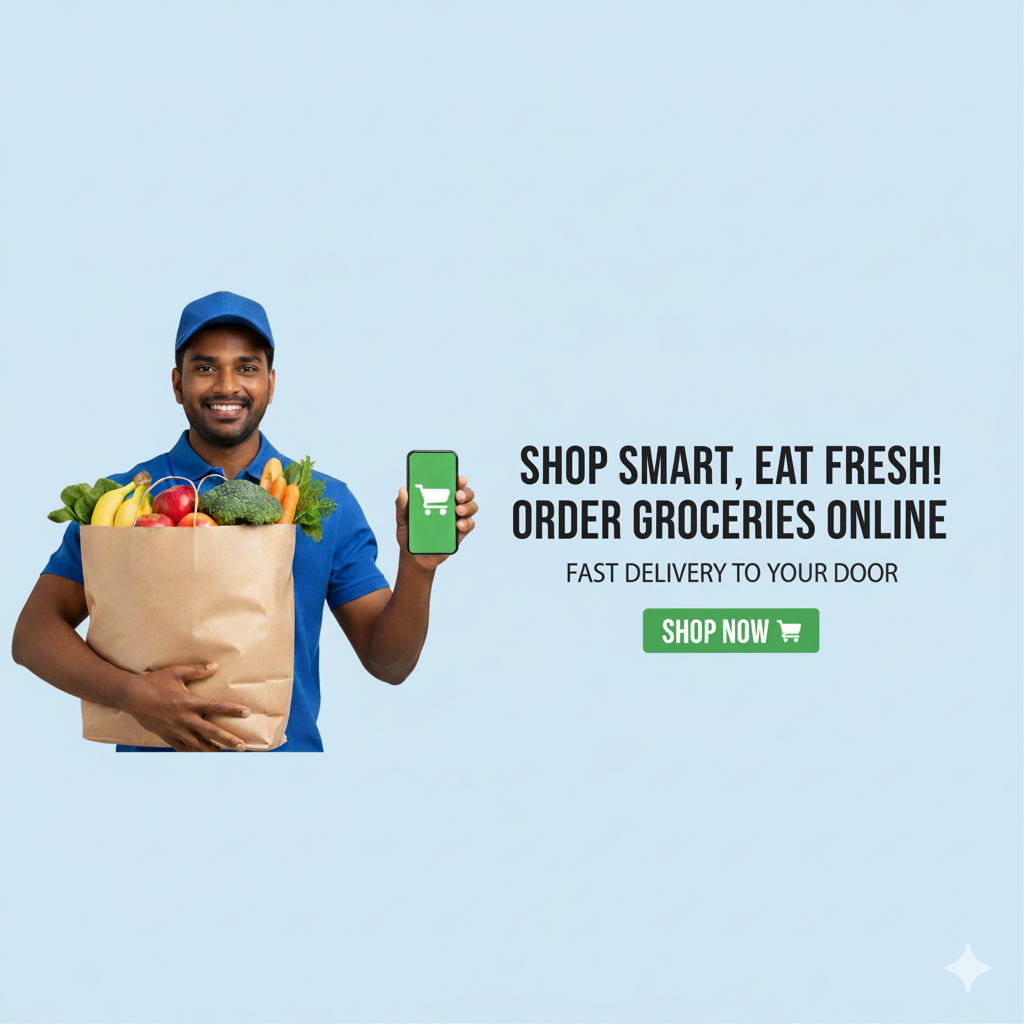 SHOP SMART, EAT FRESH!
ORDER GROCERIES ONLINE
FAST DELIVERY TO YOUR DOOR
SHOP NOW